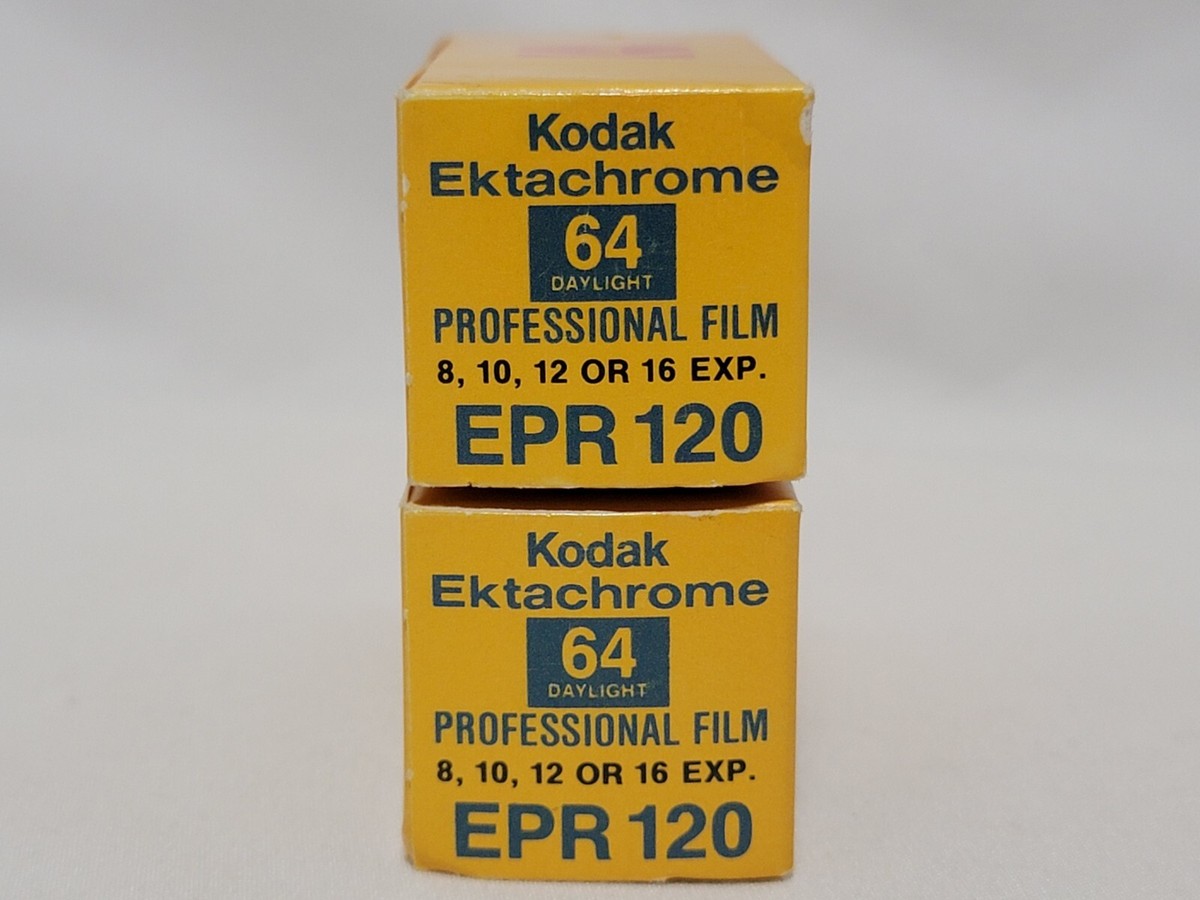 Kodak
Ektachrome
64
DAYLIGHT
PROFESSIONAL FILM
8, 10, 12 OR 16 EXP.
EPR 120
Kodak
Ektachrome
64
DAYLIGHT
PROFESSIONAL FILM
8, 10, 12 OR 16 EXP.
EPR 120